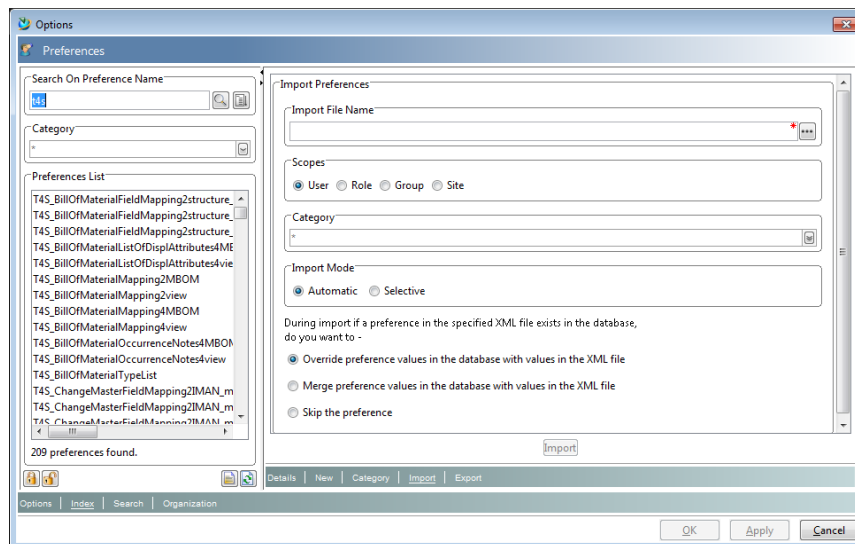 Options
Preferences
Search On Preference Name
t4s
Category
*
Preferences List
T4S_BillOfMaterialFieldMapping2structure_
T4S_BillOfMaterialFieldMapping2structure_
T4S_BillOfMaterialFieldMapping2structure_
T4S_BillOfMaterialListOfDisplAttributes4ME
T4S_BillOfMaterialListOfDisplAttributes4vie
T4S_BillOfMaterialMapping2MBOM
T4S_BillOfMaterialMapping2view
T4S_BillOfMaterialMapping4MBOM
T4S_BillOfMaterialMapping4view
T4S_BillOfMaterialOccurrenceNotes4MBON
T4S_BillOfMaterialOccurrenceNotes4view
T4S_BillOfMaterialTypeList
T4S_ChangeMasterFieldMapping2IMAN_m
T4S_ChangeMasterFieldMapping2IMAN_m
T4S_ChangeMasterFieldMapping2IMAN_m
209 preferences found.
Import Preferences
Import File Name
*
Scopes
User Role Group Site
Category
*
Import Mode
Automatic Selective
During import if a preference in the specified XML file exists in the database,
do you want to -
Override preference values in the database with values in the XML file
Merge preference values in the database with values in the XML file
Skip the preference
Import
Details | New | Category | Import | Export
Options | Index | Search | Organization
OK Apply Cancel